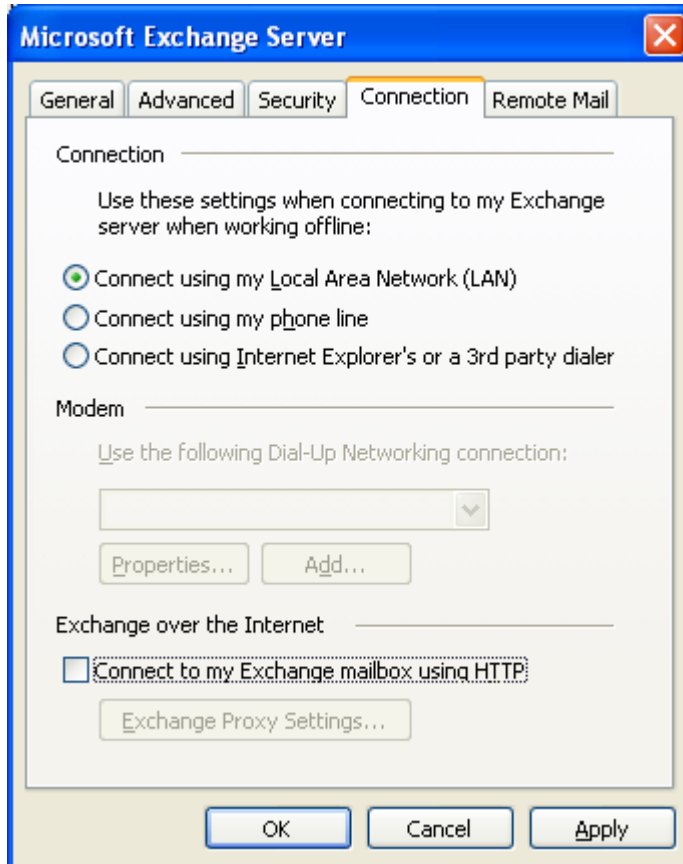 Microsoft Exchange Server
General Advanced Security Connection Remote Mail
Connection
Use these settings when connecting to my Exchange
server when working offline:
Connect using my Local Area Network (LAN)
Connect using my phone line
Connect using Internet Explorer's or a 3rd party dialer
Modem
Use the following Dial-Up Networking connection:
Properties... Add...
Exchange over the Internet
Connect to my Exchange mailbox using HTTP
Exchange Proxy Settings...
OK Cancel Apply